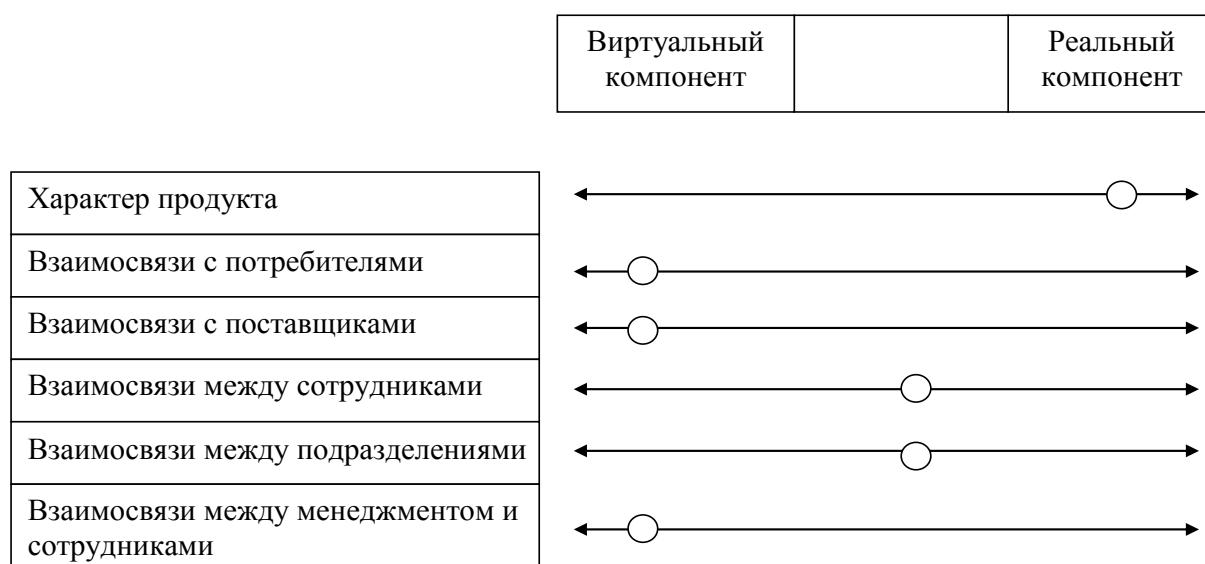 Виртуальный
компонент
Реальный
компонент
Характер продукта
Взаимосвязи с потребителями
Взаимосвязи с поставщиками
Взаимосвязи между сотрудниками
Взаимосвязи между подразделениями
Взаимосвязи между менеджментом и
сотрудниками